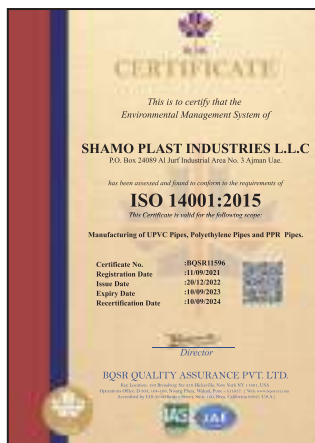 CERTIFICATE
This is to certify that the
Environmental Management System of
SHAMO PLAST INDUSTRIES L.L.C
P.O. Box 24089 Al Jurf Industrial Area No. 3 Ajman Uae.
has been assessed and found to conform to the requirements of
ISO 14001:2015
This Certificate is valid for the following scope:
Manufacturing of UPVC Pipes, Polyethylene Pipes and PPR Pipes.
Certificate No. :BQSR11596
Registration Date :11/09/2021
Issue Date :20/12/2022
Expiry Date :10/09/2023
Recertification Date :10/09/2024
Director
BQSR QUALITY ASSURANCE PVT. LTD.
IAF